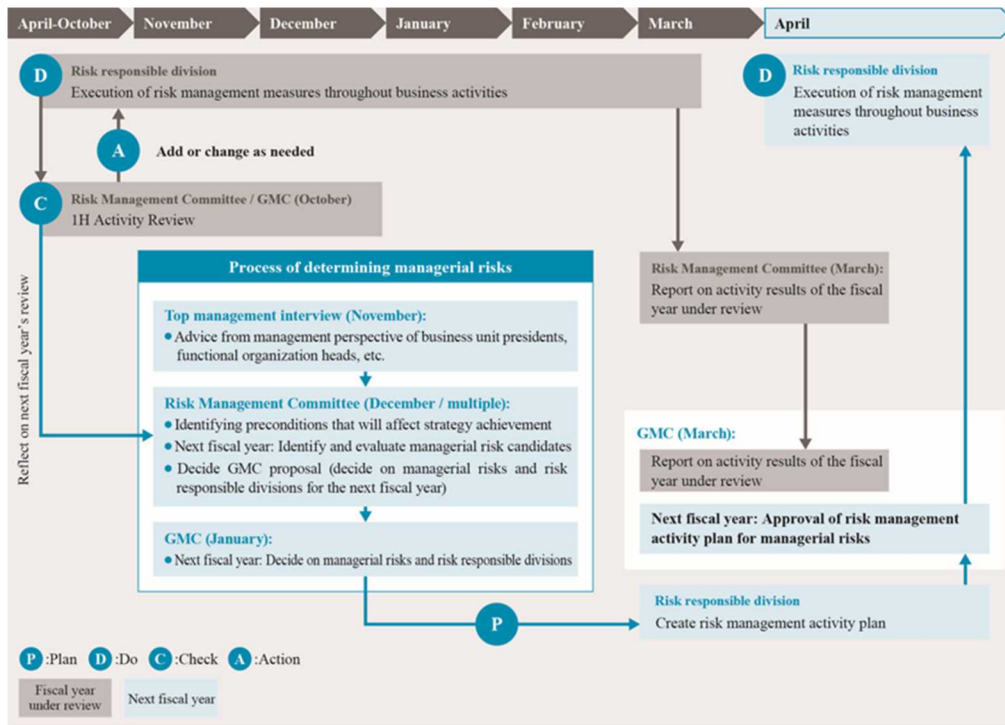 April-October
November
December
January
February
March
April
D
Risk responsible division
Execution of risk management measures throughout business activities
D
Risk responsible division
Execution of risk management
measures throughout business
activities
A
Add or change as needed
C
Risk Management Committee / GMC (October)
1H Activity Review
Reflect on next fiscal year's review
Process of determining managerial risks
Top management interview (November):
● Advice from management perspective of business unit presidents,
functional organization heads, etc.
Risk Management Committee (December / multiple):
● Identifying preconditions that will affect strategy achievement
● Next fiscal year: Identify and evaluate managerial risk candidates
● Decide GMC proposal (decide on managerial risks and risk
responsible divisions for the next fiscal year)
GMC (January):
● Next fiscal year: Decide on managerial risks and risk responsible divisions
Risk Management Committee (March):
Report on activity results of the fiscal
year under review
GMC (March):
Report on activity results of the fiscal
year under review
Next fiscal year: Approval of risk management
activity plan for managerial risks
P
Risk responsible division
Create risk management activity plan
P :Plan D :Do C :Check A :Action
Fiscal year
under review
Next fiscal year